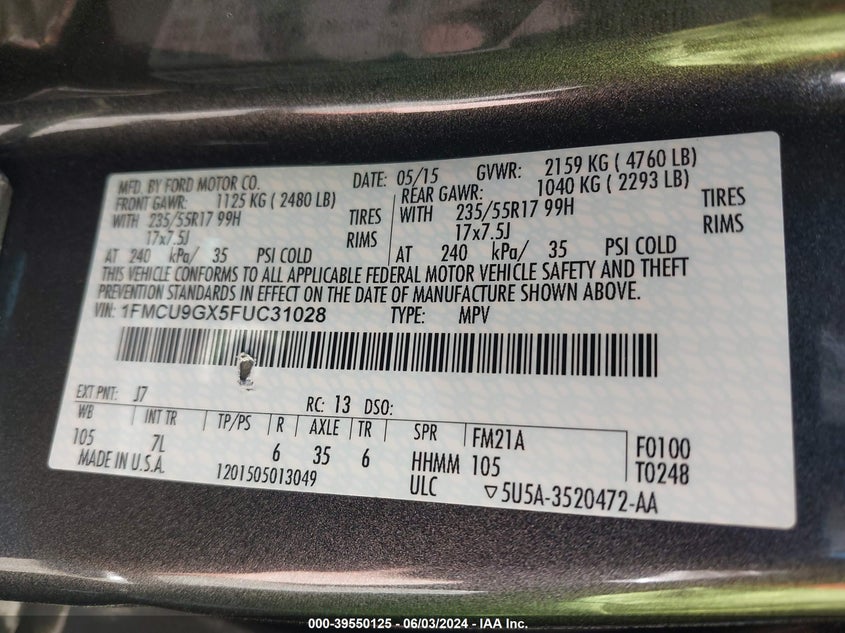 MFD. BY FORD MOTOR CO. DATE: 05/15 GVWR: 2159 KG ( 4760 LB)
FRONT GAWR: 1125 KG ( 2480 LB) REAR GAWR: 1040 KG ( 2293 LB)
WITH 235/55R17 99H TIRES WITH 235/55R17 99H TIRES
17x7.5J RIMS 17x7.5J RIMS
AT 240 kPa/ 35 PSI COLD AT 240 kPa/ 35 PSI COLD
THIS VEHICLE CONFORMS TO ALL APPLICABLE FEDERAL MOTOR VEHICLE SAFETY AND THEFT
PREVENTION STANDARDS IN EFFECT ON THE DATE OF MANUFACTURE SHOWN ABOVE.
VIN: 1FMCU9GX5FUC31028 TYPE: MPV
EXT PNT: J7 RC: 13 DSO:
WB INT TR TP/PS R AXLE TR SPR FM21A F0100
105 7L 6 35 6 HHMM 105 T0248
MADE IN U.S.A. 1201505013049 ULC ▽5U5A-3520472-AA
000-39550125 - 06/03/2024 - IAA Inc.